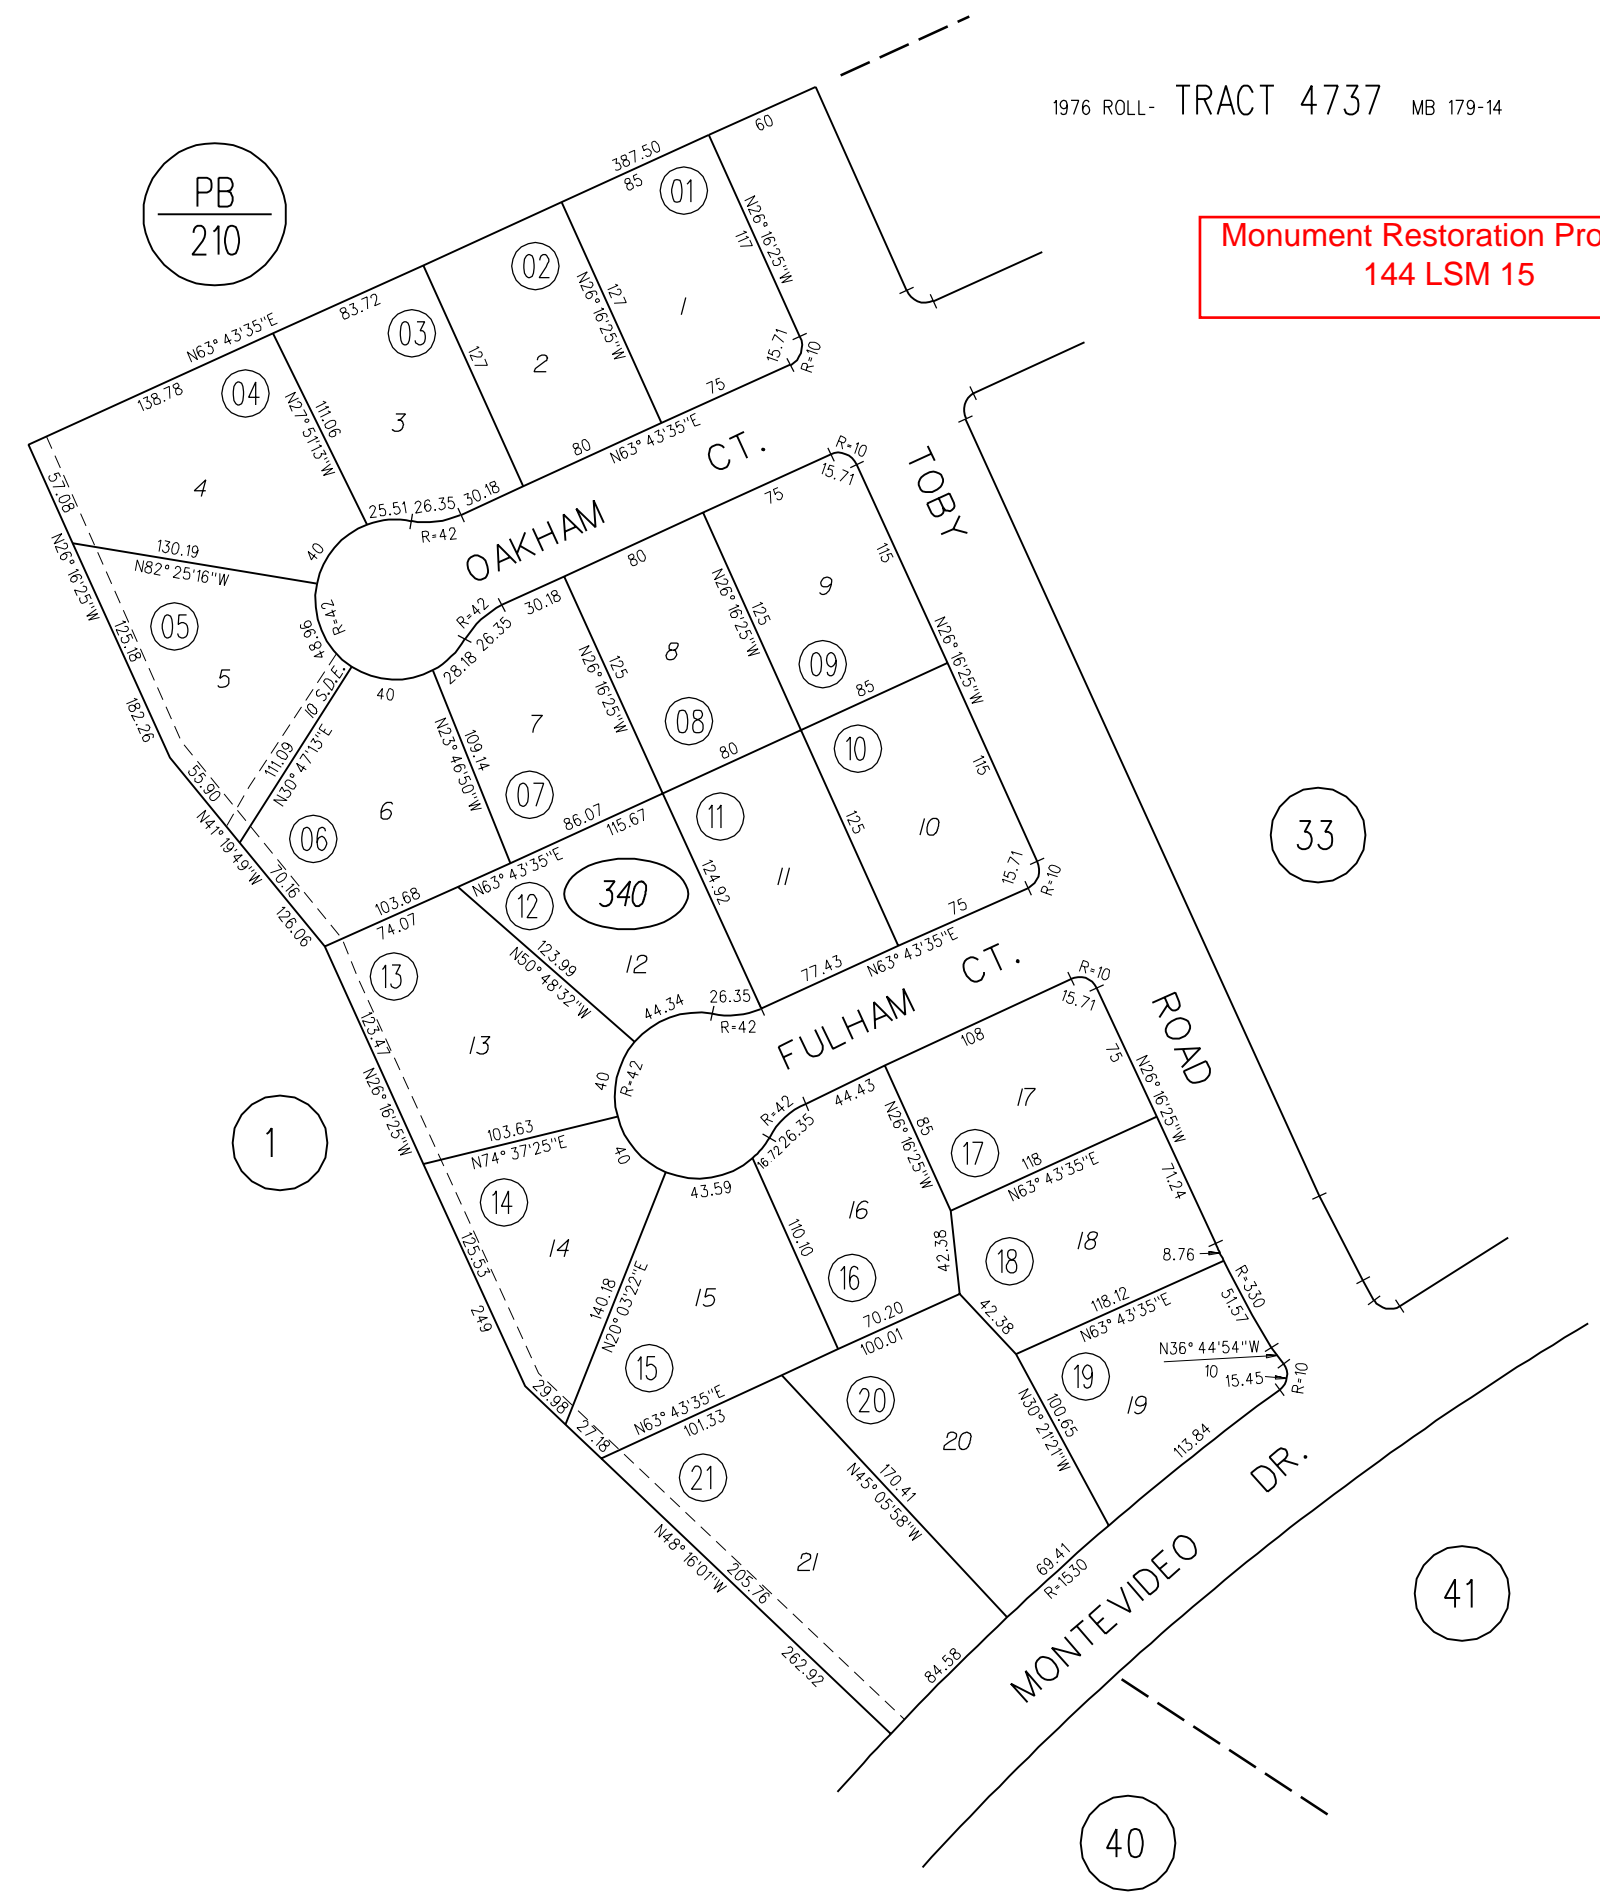 1976 ROLL- TRACT 4737 MB 179-14
Monument Restoration Pro
144 LSM 15
PB
210
387.50
60
85
01
N26°16'25"W
117
1
15.71
R=10
02
127
N26°16'25"W
2
75
83.72
03
127
3
80
N63°43'35"E
N63°43'35"E
138.78
04
111.06
N27°51'13"W
4
25.51
26.35
30.18
R=42
OAKHAM CT.
57.08
N26°16'25"W
130.19
N82°25'16"W
40
R=42
48.96
05
125.18
5
182.26
10 S.D.E.
111.09
N30°47'13"E
55.90
N41°19'49"W
40
28.18
R=42
26.35
30.18
80
75
R=10
15.71
TOBY ROAD
115
N26°16'25"W
9
09
125
N26°16'25"W
85
8
08
125
N26°16'25"W
80
7
07
109.14
N23°46'50"W
86.07
115.67
N63°43'35"E
6
06
70.16
126.06
103.68
74.07
10
115
10
15.71
R=10
75
N63°43'35"E
125
11
11
124.92
77.43
340
12
12
123.99
N50°48'32"W
44.34
26.35
R=42
FULHAM CT.
13
123.47
N26°16'25"W
13
40
R=42
103.63
N74°37'25"E
14
14
125.53
249
40
43.59
140.18
N20°03'22"E
15
15
29.98
27.18
16.72
26.35
R=42
44.43
108
R=10
15.71
75
N26°16'25"W
17
17
85
N26°16'25"W
118
N63°43'35"E
16
16
110.10
42.38
70.20
100.01
N63°43'35"E
101.33
71.24
18
18
8.76
R=330
51.57
118.12
N63°43'35"E
42.38
N36°44'54"W
10
15.45
R=10
19
19
100.65
N30°21'21"W
113.84
20
20
170.41
N45°05'58"W
69.41
R=1530
21
21
N48°16'01"W
205.76
262.92
84.58
MONTEVIDEO DR.
33
1
41
40